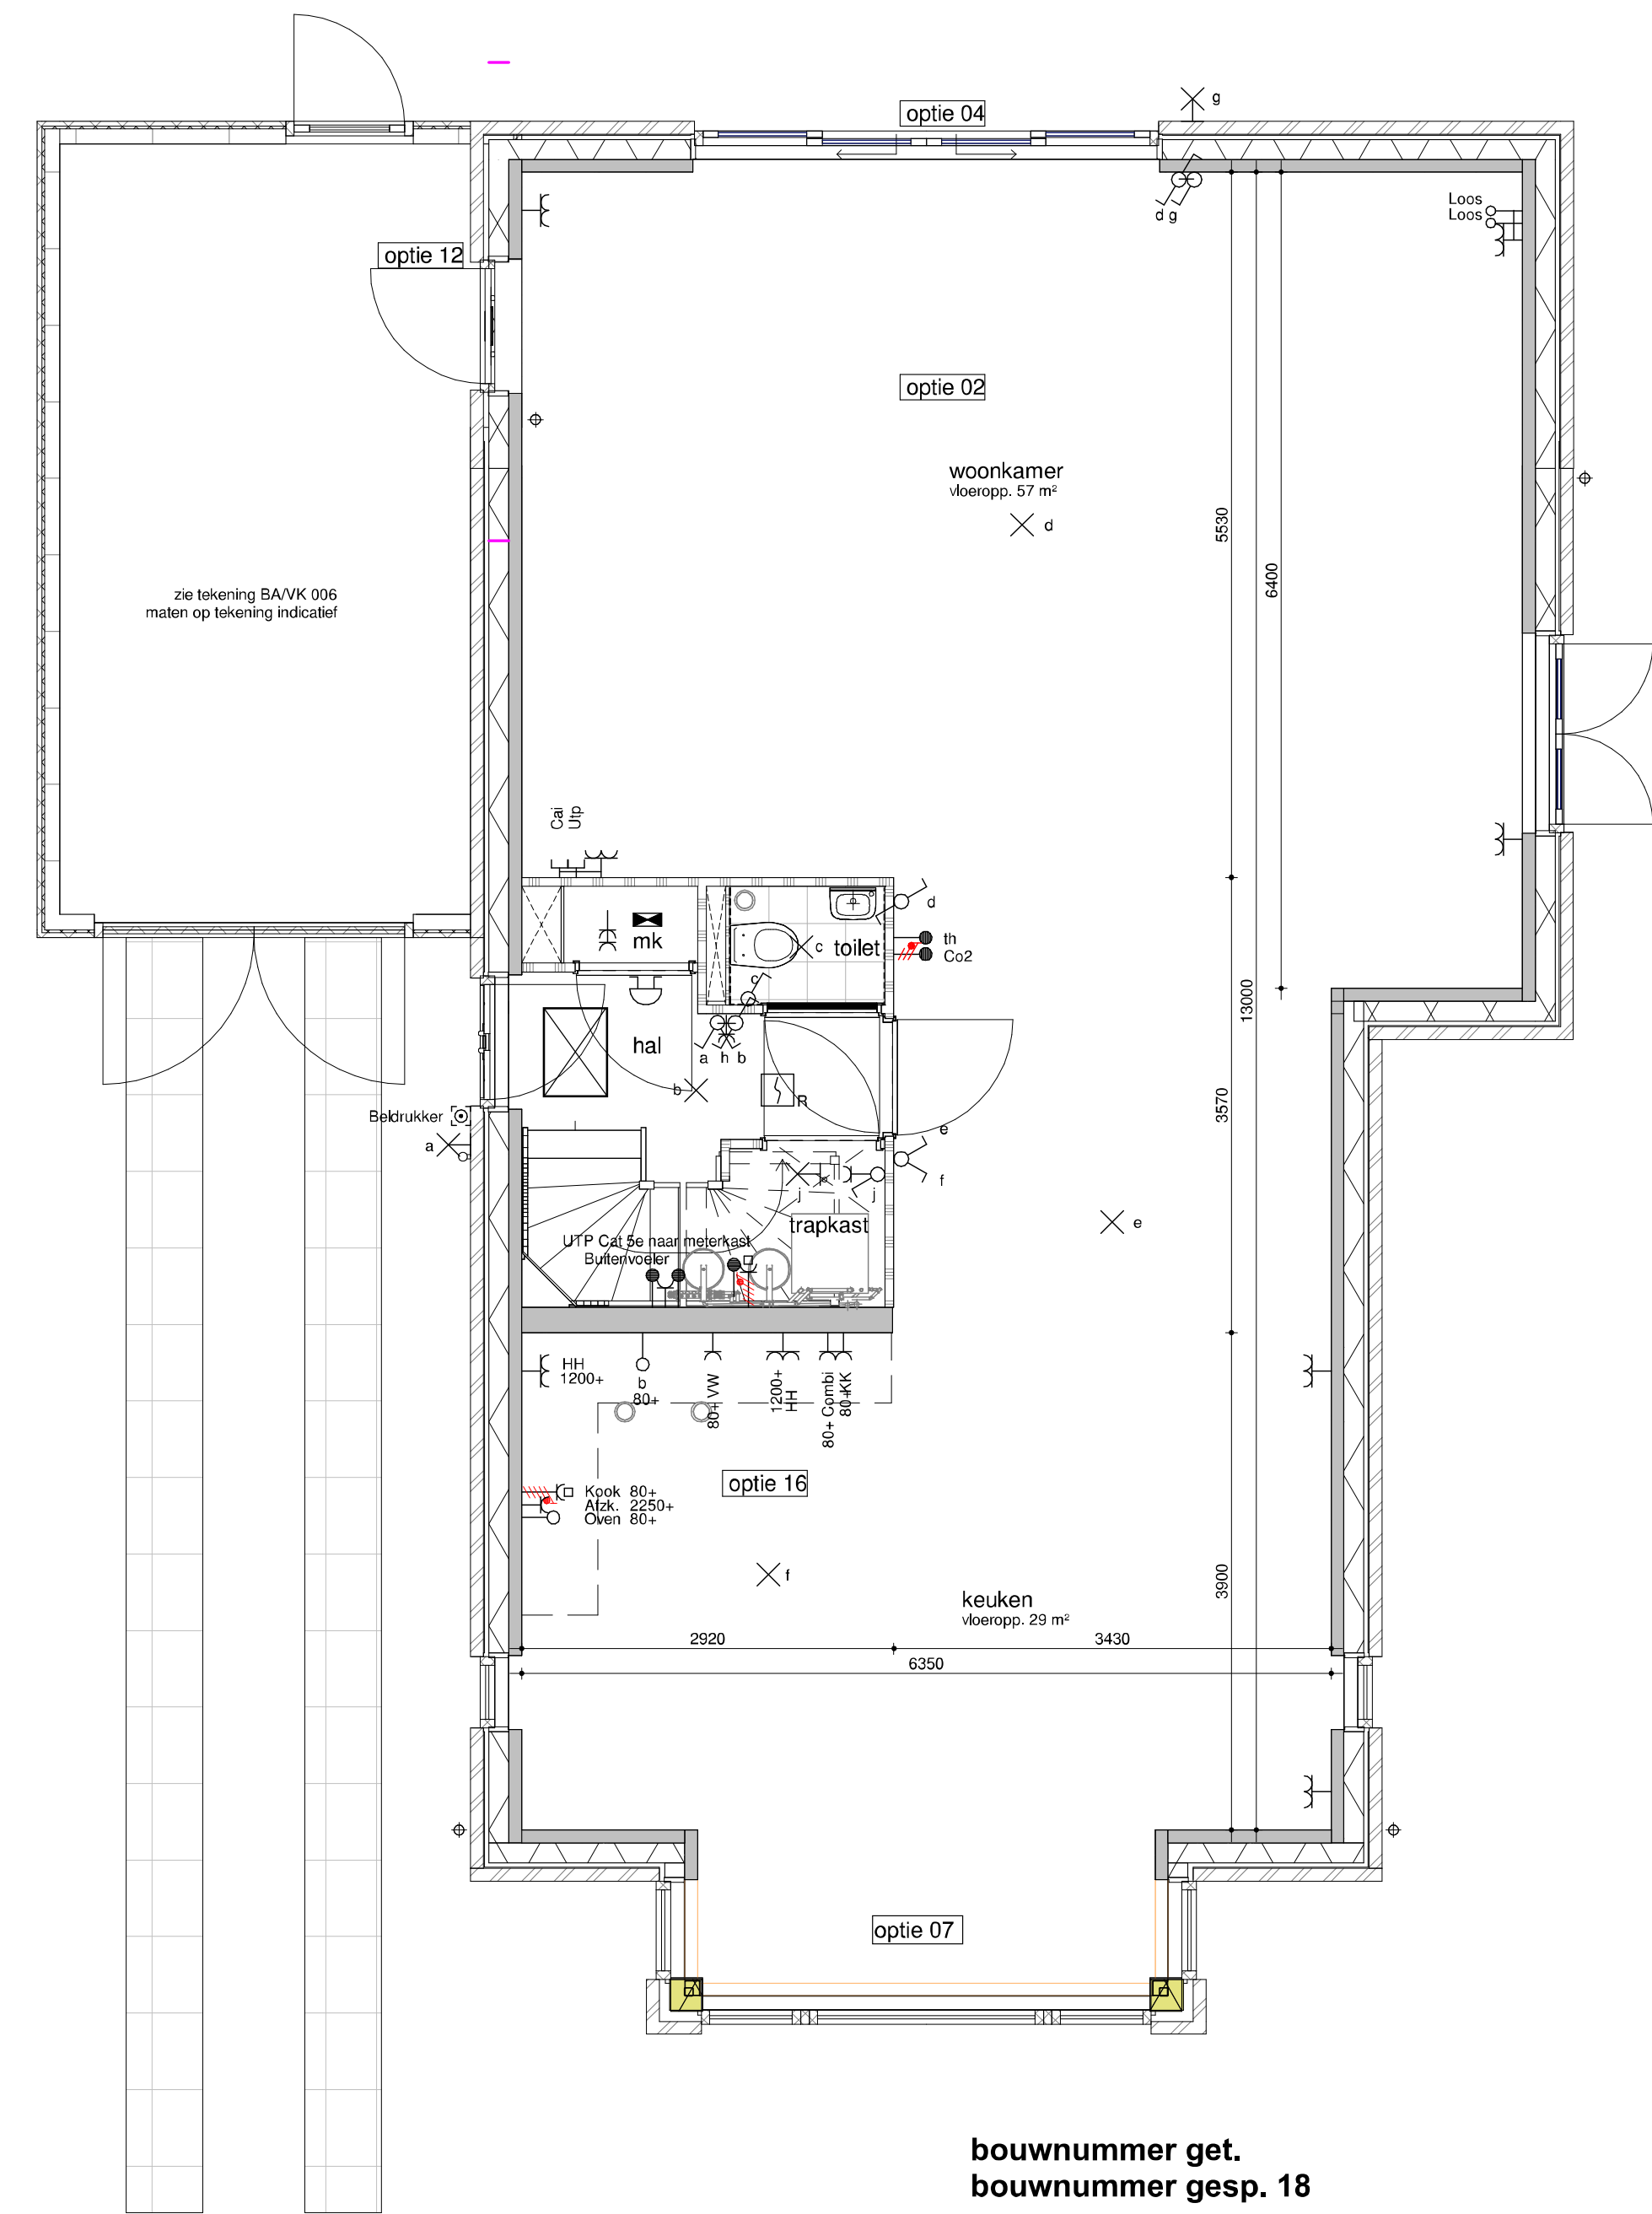 g
optie 04
d g
Loos
Loos
optie 12
optie 02
woonkamer
vloeropp. 57 m²
d
5530
6400
zie tekening BA/VK 006
maten op tekening indicatief
Cai
Utp
d
mk
c
toilet
th
Co2
c
13000
hal
a h b
b
R
3570
Beldrukker
a
e
f
j
j
trapkast
e
UTP Cat 5e naar meterkast
Buitenvoeler
HH
1200+
b
80+
80+ VW
1200+
HH
80+ Combi
80+KK
optie 16
Kook 80+
Afzk. 2250+
Oven 80+
f
3900
keuken
vloeropp. 29 m²
2920
3430
6350
optie 07
bouwnummer get.
bouwnummer gesp. 18